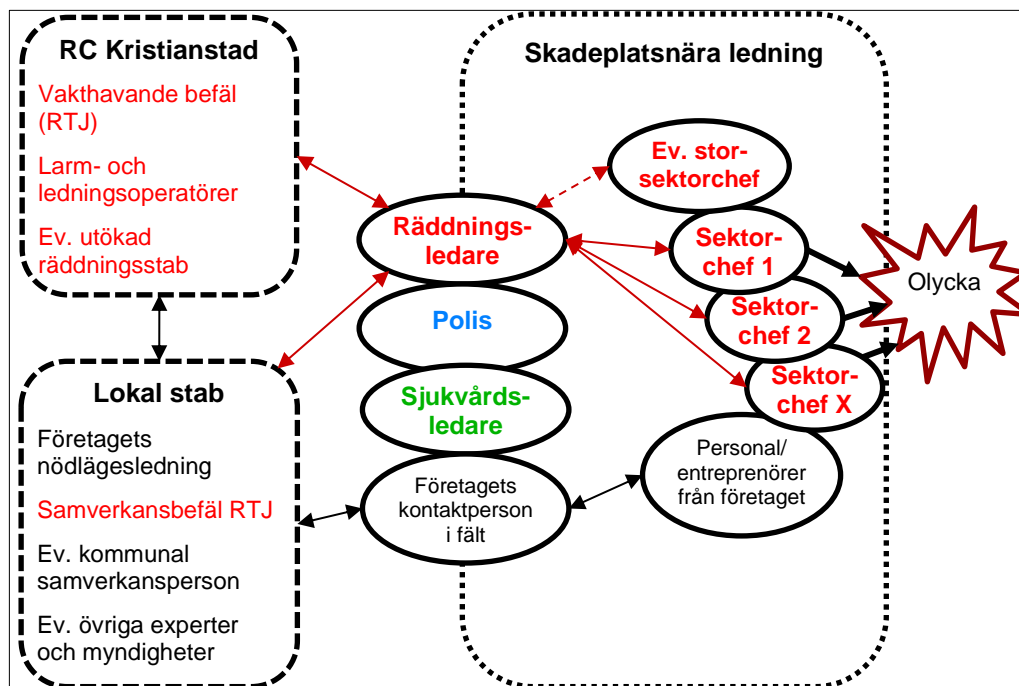 RC Kristianstad
Vakthavande befäl
(RTJ)
Larm- och
ledningsoperatörer
Ev. utökad
räddningsstab
Lokal stab
Företagets
nödlägesledning
Samverkansbefäl RTJ
Ev. kommunal
samverkansperson
Ev. övriga experter
och myndigheter
Skadeplatsnära ledning
Räddnings-
ledare
Polis
Sjukvårds-
ledare
Företagets
kontaktperson
i fält
Ev. stor-
sektorchef
Sektor-
chef 1
Sektor-
chef 2
Sektor-
chef X
Personal/
entreprenörer
från företaget
Olycka